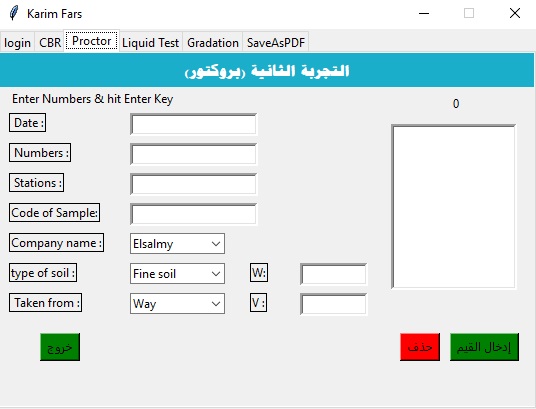 Karim Fars
login CBR Proctor Liquid Test Gradation SaveAsPDF
التجربة الثانية (بروكتور)
Enter Numbers & hit Enter Key
0
Date :
Numbers :
Stations :
Code of Sample:
Company name : Elsalmy
type of soil : Fine soil W:
Taken from : Way V :
خروج حذف إدخال القيم